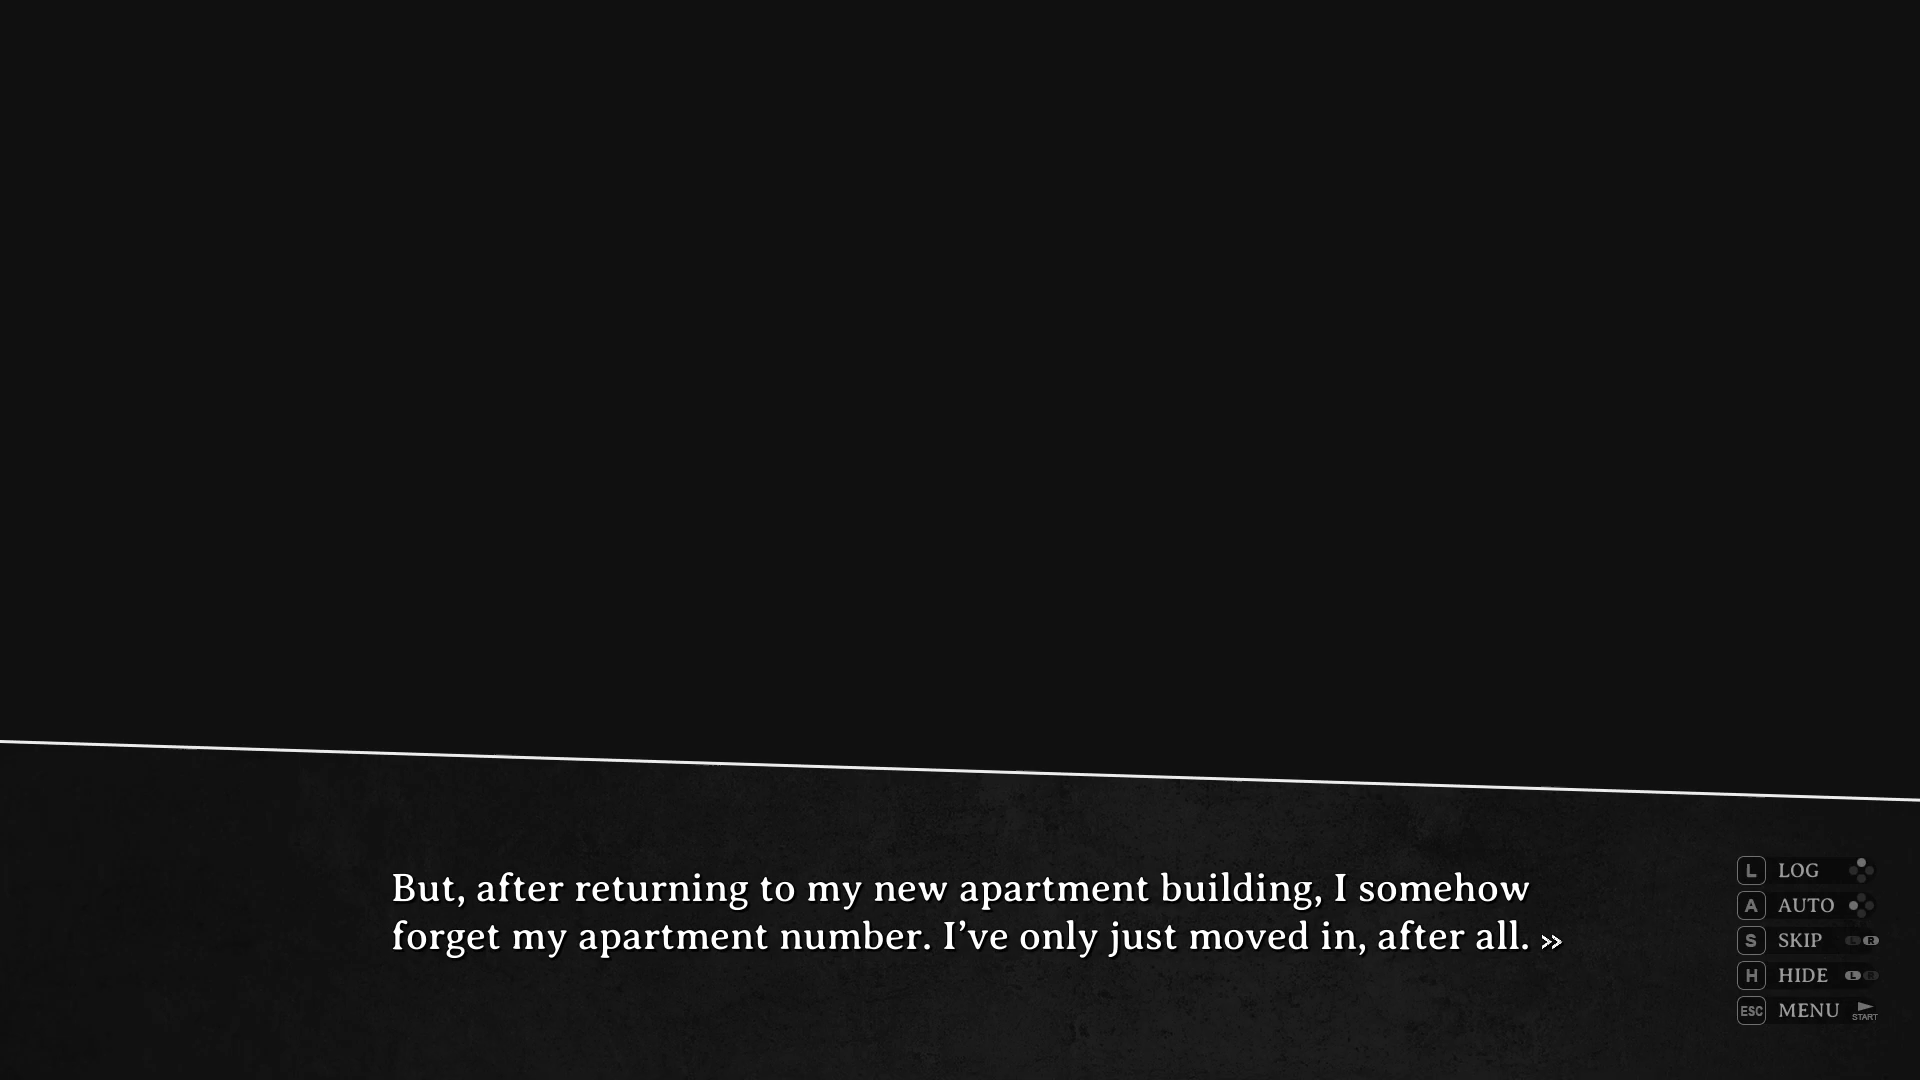 But, after returning to my new apartment building, I somehow
forget my apartment number. I’ve only just moved in, after all. »
L LOG
A AUTO
S SKIP L R
H HIDE L R
ESC MENU START